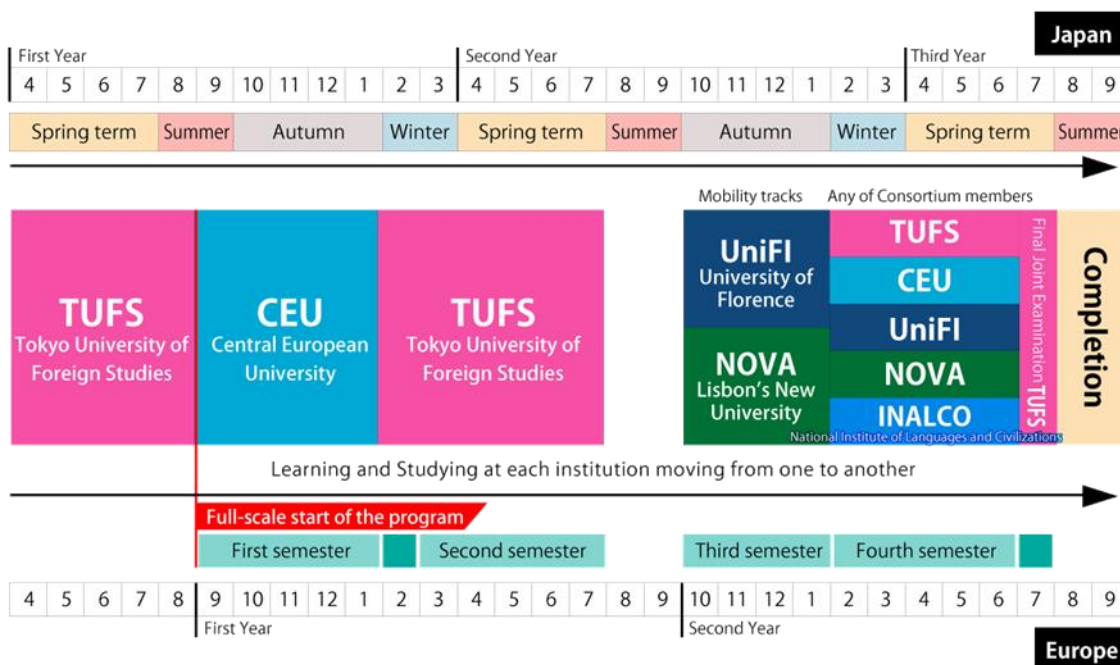 Japan
First Year
Second Year
Third Year
4 5 6 7 8 9 10 11 12 1 2 3 4 5 6 7 8 9 10 11 12 1 2 3 4 5 6 7 8 9
Spring term Summer Autumn Winter Spring term Summer Autumn Winter Spring term Summer
Mobility tracks
Any of Consortium members
TUFS
Tokyo University of
Foreign Studies
CEU
Central European
University
TUFS
Tokyo University of
Foreign Studies
UniFI
University of
Florence
NOVA
Lisbon's New
University
TUFS
CEU
UniFI
NOVA
INALCO
National Institute of Languages and Civilizations
Final Joint Examination TUFS
Completion
Learning and Studying at each institution moving from one to another
Full-scale start of the program
First semester
Second semester
Third semester
Fourth semester
4 5 6 7 8 9 10 11 12 1 2 3 4 5 6 7 8 9 10 11 12 1 2 3 4 5 6 7 8 9
First Year
Second Year
Europe